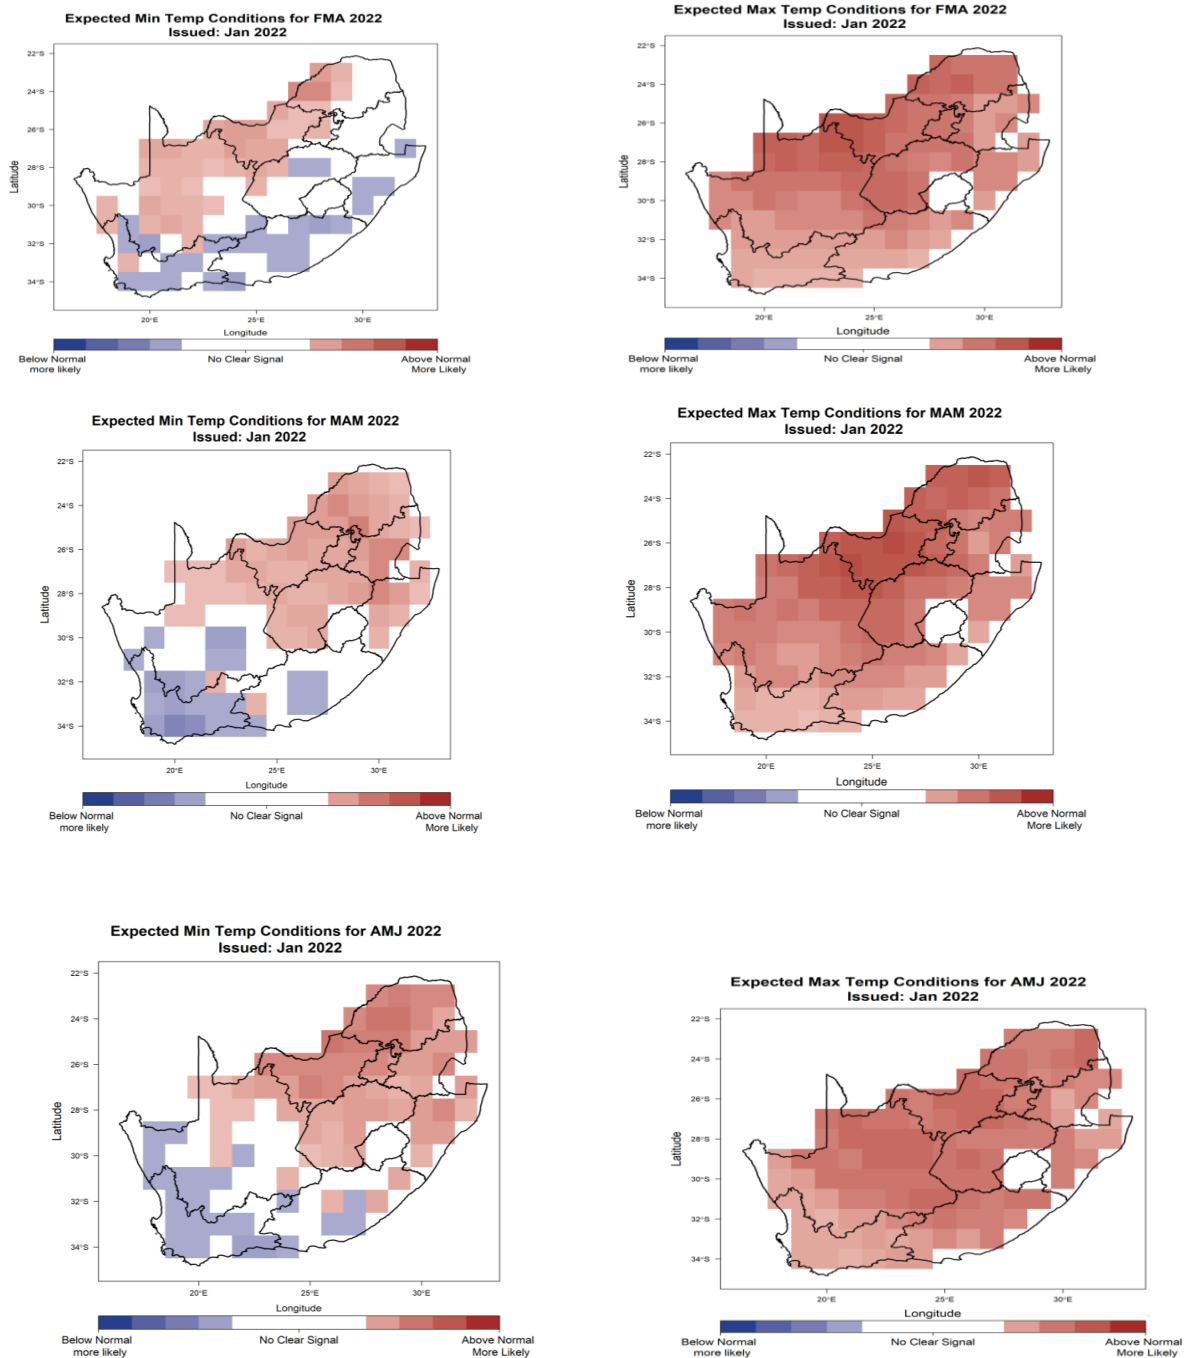 Expected Min Temp Conditions for FMA 2022
Issued: Jan 2022
22°S
24°S
26°S
28°S
30°S
32°S
34°S
Latitude
20°E 25°E 30°E
Longitude
Below Normal more likely
No Clear Signal
Above Normal More Likely
Expected Max Temp Conditions for FMA 2022
Issued: Jan 2022
22°S
24°S
26°S
28°S
30°S
32°S
34°S
Latitude
20°E 25°E 30°E
Longitude
Below Normal more likely
No Clear Signal
Above Normal More Likely
Expected Min Temp Conditions for MAM 2022
Issued: Jan 2022
22°S
24°S
26°S
28°S
30°S
32°S
34°S
Latitude
20°E 25°E 30°E
Longitude
Below Normal more likely
No Clear Signal
Above Normal More Likely
Expected Max Temp Conditions for MAM 2022
Issued: Jan 2022
22°S
24°S
26°S
28°S
30°S
32°S
34°S
Latitude
20°E 25°E 30°E
Longitude
Below Normal more likely
No Clear Signal
Above Normal More Likely
Expected Min Temp Conditions for AMJ 2022
Issued: Jan 2022
22°S
24°S
26°S
28°S
30°S
32°S
34°S
Latitude
20°E 25°E 30°E
Longitude
Below Normal more likely
No Clear Signal
Above Normal More Likely
Expected Max Temp Conditions for AMJ 2022
Issued: Jan 2022
22°S
24°S
26°S
28°S
30°S
32°S
34°S
Latitude
20°E 25°E 30°E
Longitude
Below Normal more likely
No Clear Signal
Above Normal More Likely